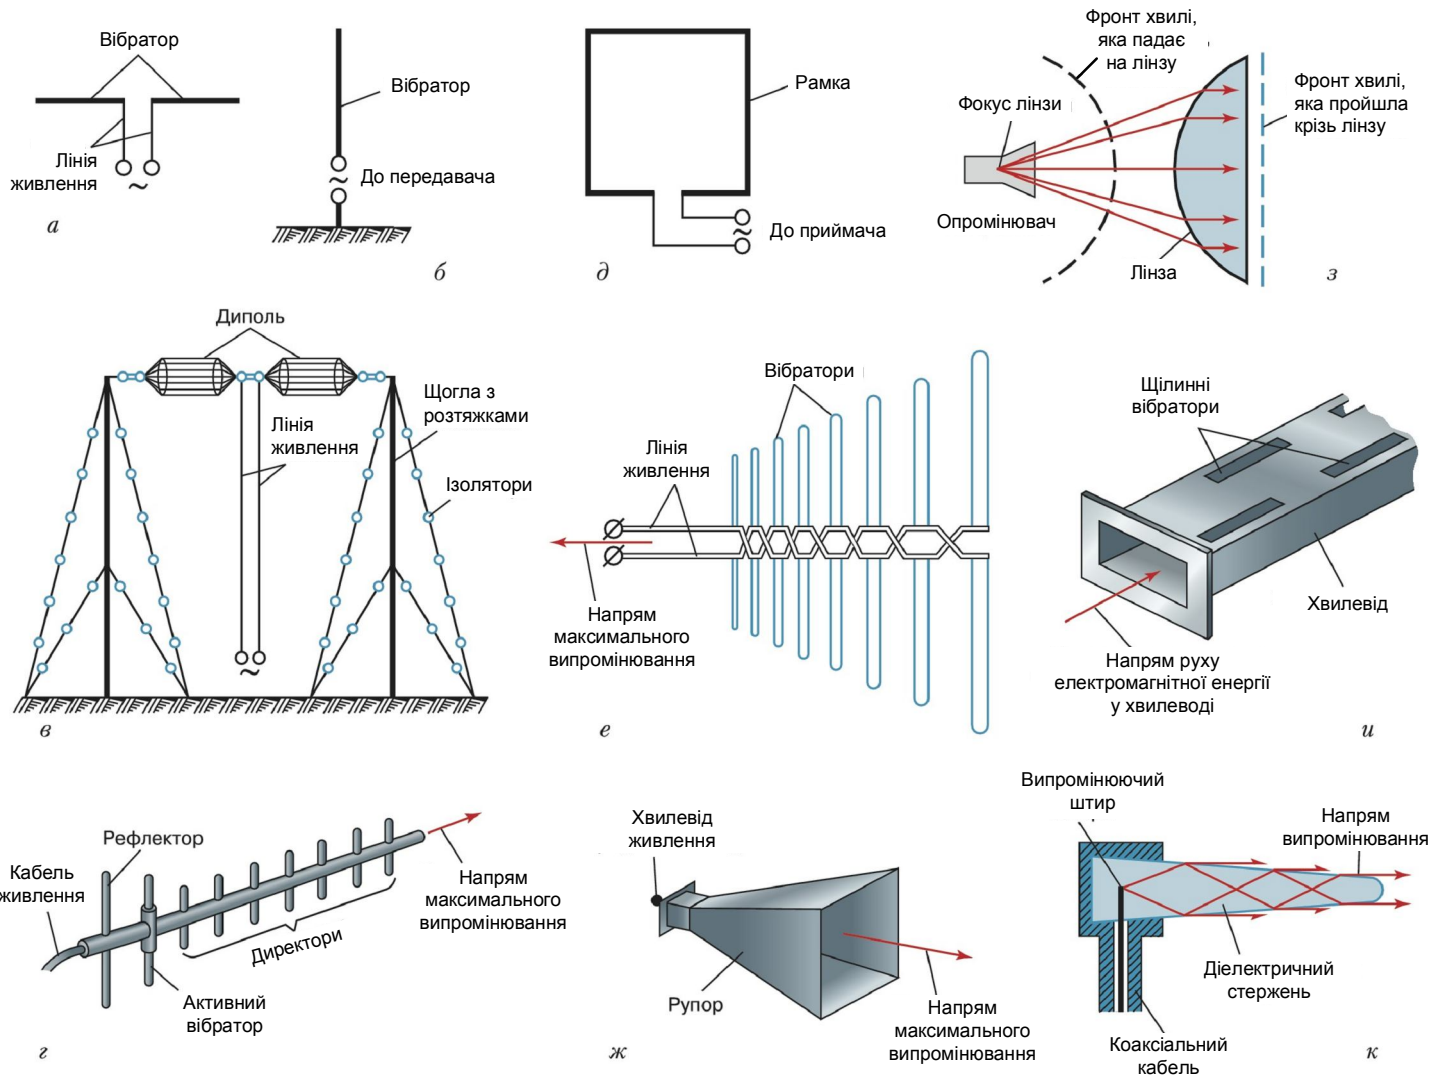 Вібратор
Лінія
живлення
~
а
Вібратор
До передавача
~
б
Рамка
До приймача
~
д
Фронт хвилі,
яка падає
на лінзу
Фокус лінзи
Опромінювач
Лінза
Фронт хвилі,
яка пройшла
крізь лінзу
з
Диполь
Щогла з
розтяжками
Лінія
живлення
Ізолятори
~
в
Вібратори
Лінія
живлення
Напрям
максимального
випромінювання
е
Щілинні
вібратори
Хвилевід
Напрям руху
електромагнітної енергії
у хвилеводі
и
Рефлектор
Кабель
живлення
Напрям
максимального
випромінювання
Директори
Активний
вібратор
г
Хвилевід
живлення
Рупор
Напрям
максимального
випромінювання
ж
Випромінюючий
штир
Напрям
випромінювання
Діелектричний
стержень
Коаксіальний
кабель
к